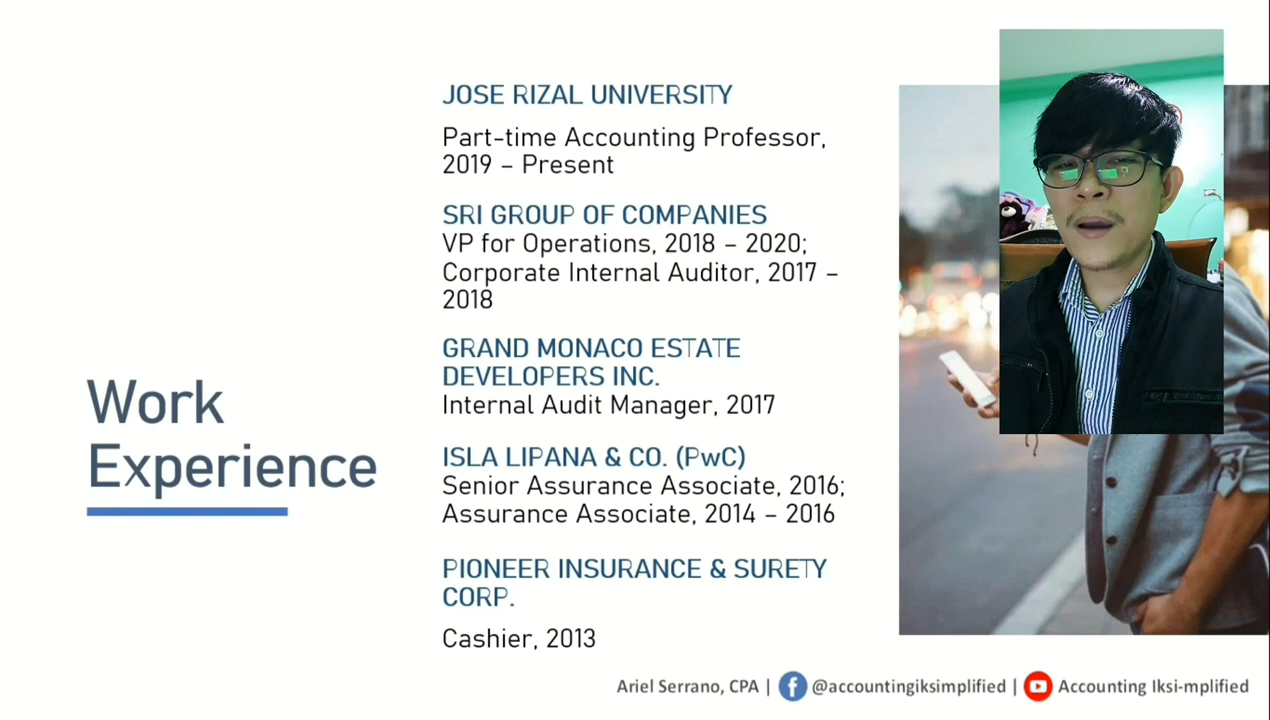 JOSE RIZAL UNIVERSITY
Part-time Accounting Professor,
2019 – Present
SRI GROUP OF COMPANIES
VP for Operations, 2018 – 2020;
Corporate Internal Auditor, 2017 –
2018
GRAND MONACO ESTATE
DEVELOPERS INC.
Internal Audit Manager, 2017
ISLA LIPANA & CO. (PwC)
Senior Assurance Associate, 2016;
Assurance Associate, 2014 – 2016
PIONEER INSURANCE & SURETY
CORP.
Cashier, 2013
Work
Experience
Ariel Serrano, CPA | @accountingiksimplified | Accounting Iksi-mplified